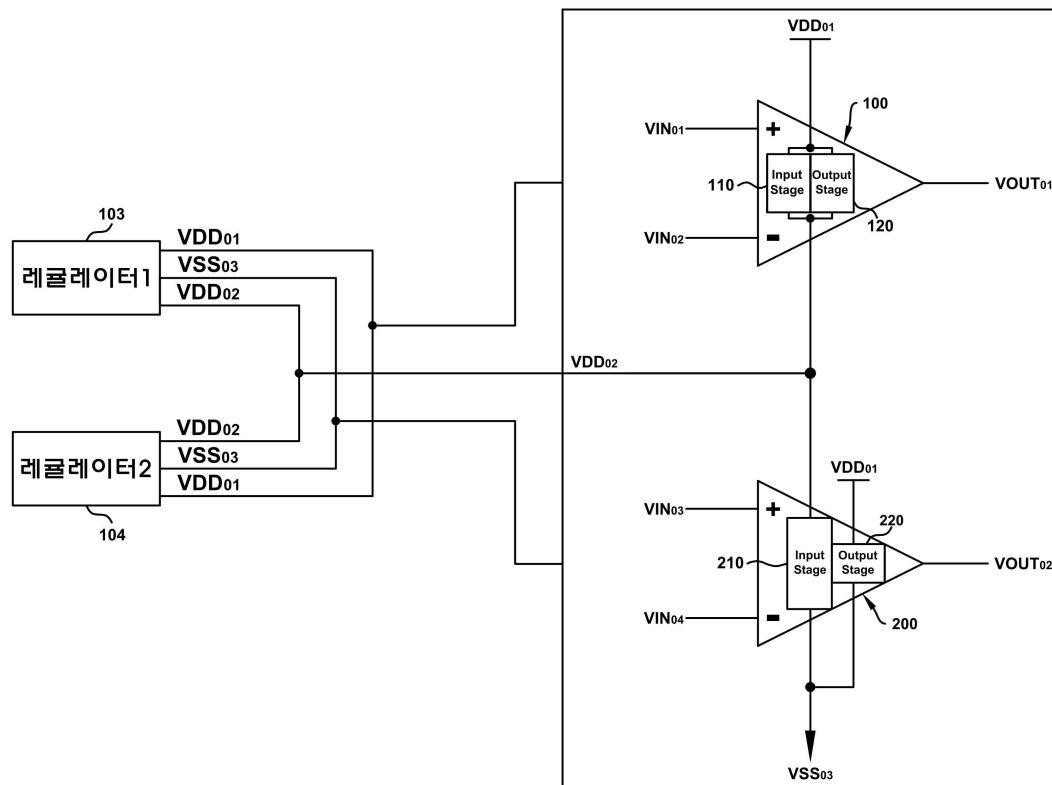 VDD01
100
VIN01
+
Input
Stage
Output
Stage
110
120
VOUT01
VIN02
-
103
레귤레이터1
VDD01
VSS03
VDD02
VDD02
레귤레이터2
VDD02
VSS03
VDD01
104
VDD01
VIN03
+
220
210
Input
Stage
Output
Stage
VOUT02
VIN04
-
200
VSS03